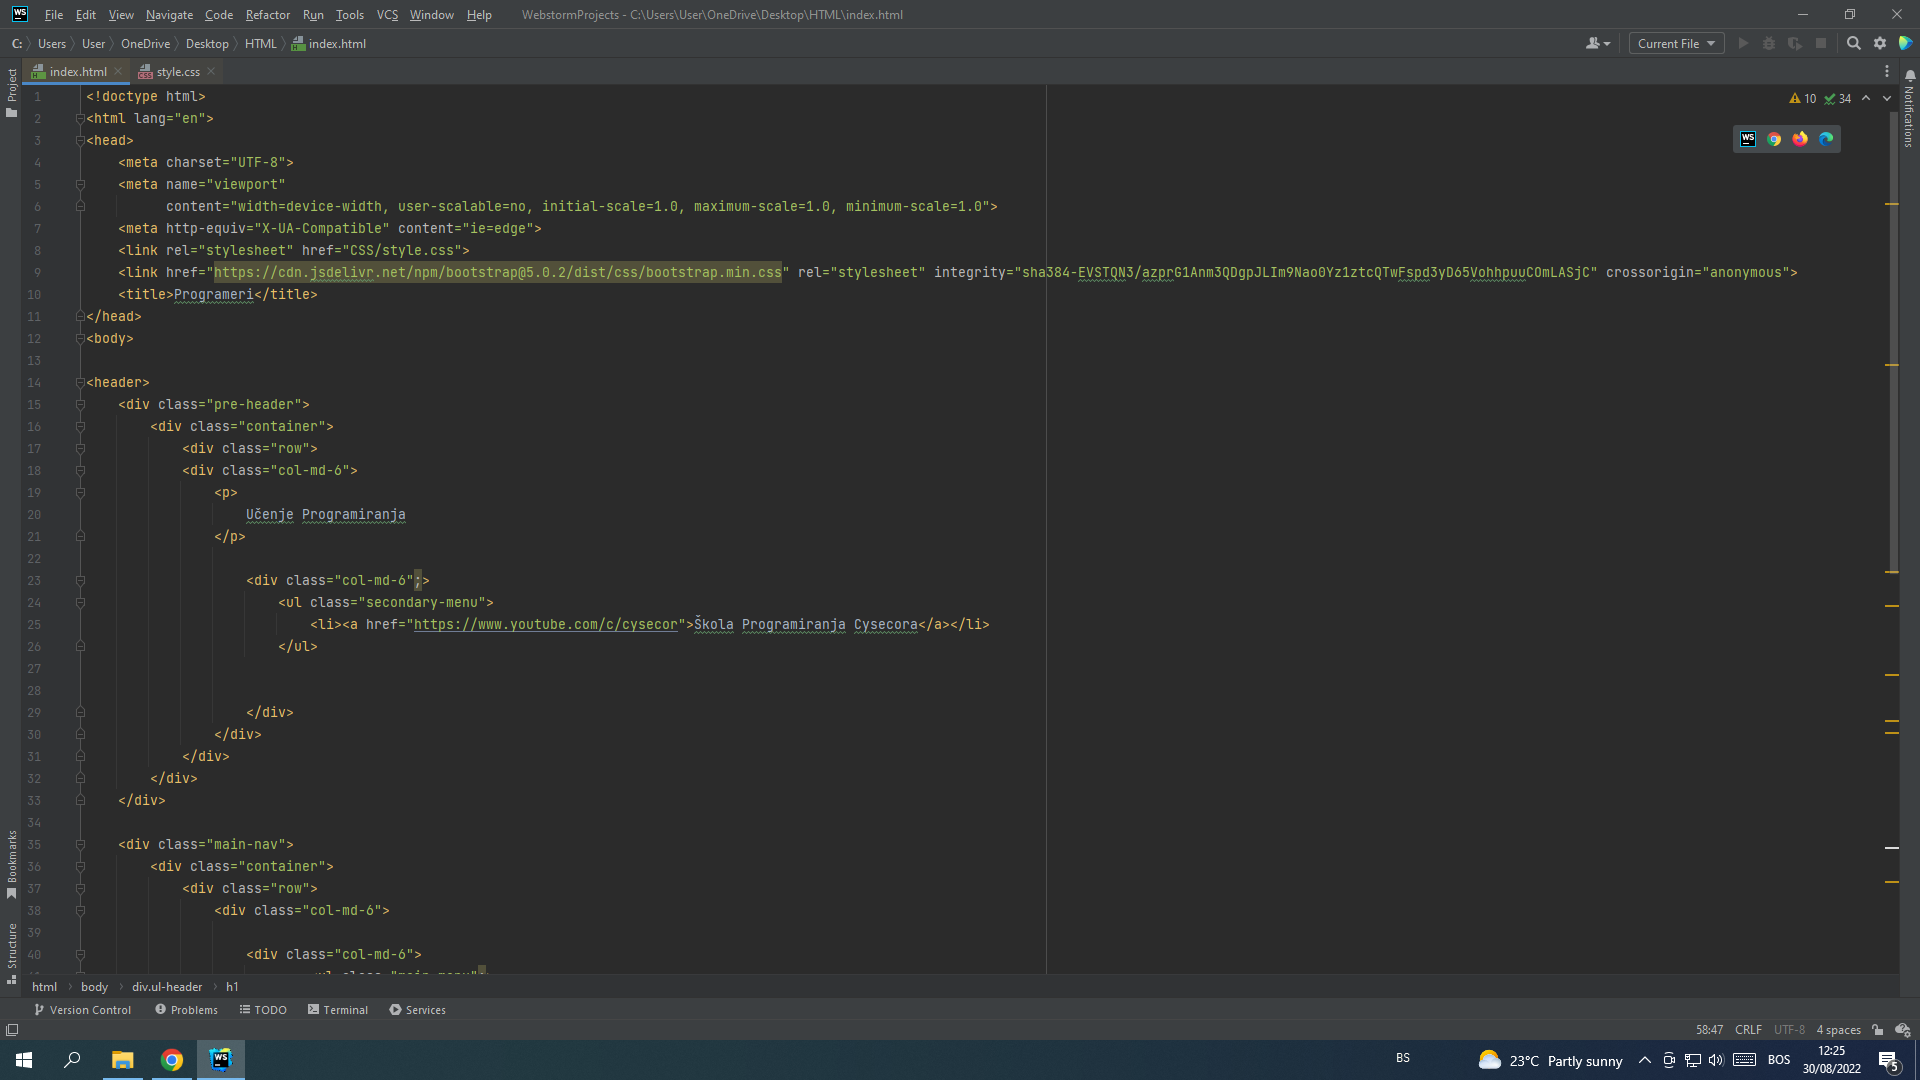 WS File Edit View Navigate Code Refactor Run Tools VCS Window Help WebstormProjects - C:\Users\User\OneDrive\Desktop\HTML\index.html
C: Users User OneDrive Desktop HTML index.html Current File
index.html style.css
Project
Notifications
10 34
1 <!doctype html>
2 <html lang="en">
3 <head>
4 <meta charset="UTF-8">
5 <meta name="viewport"
6 content="width=device-width, user-scalable=no, initial-scale=1.0, maximum-scale=1.0, minimum-scale=1.0">
7 <meta http-equiv="X-UA-Compatible" content="ie=edge">
8 <link rel="stylesheet" href="CSS/style.css">
9 <link href="https://cdn.jsdelivr.net/npm/bootstrap@5.0.2/dist/css/bootstrap.min.css" rel="stylesheet" integrity="sha384-EVSTQN3/azprG1Anm3QDgpJLIm9Nao0Yz1ztcQTwFspd3yD65VohhpuuCOmLASjC" crossorigin="anonymous">
10 <title>Programeri</title>
11 </head>
12 <body>
13
14 <header>
15 <div class="pre-header">
16 <div class="container">
17 <div class="row">
18 <div class="col-md-6">
19 <p>
20 Učenje Programiranja
21 </p>
22
23 <div class="col-md-6";>
24 <ul class="secondary-menu">
25 <li><a href="https://www.youtube.com/c/cysecor">Škola Programiranja Cysecora</a></li>
26 </ul>
27
28
29 </div>
30 </div>
31 </div>
32 </div>
33 </div>
34
35 <div class="main-nav">
36 <div class="container">
37 <div class="row">
38 <div class="col-md-6">
39
40 <div class="col-md-6">
Bookmarks
Structure
html body div.ul-header h1
Version Control Problems TODO Terminal Services
58:47 CRLF UTF-8 4 spaces
WS BS 23°C Partly sunny BOS 12:25
30/08/2022 5